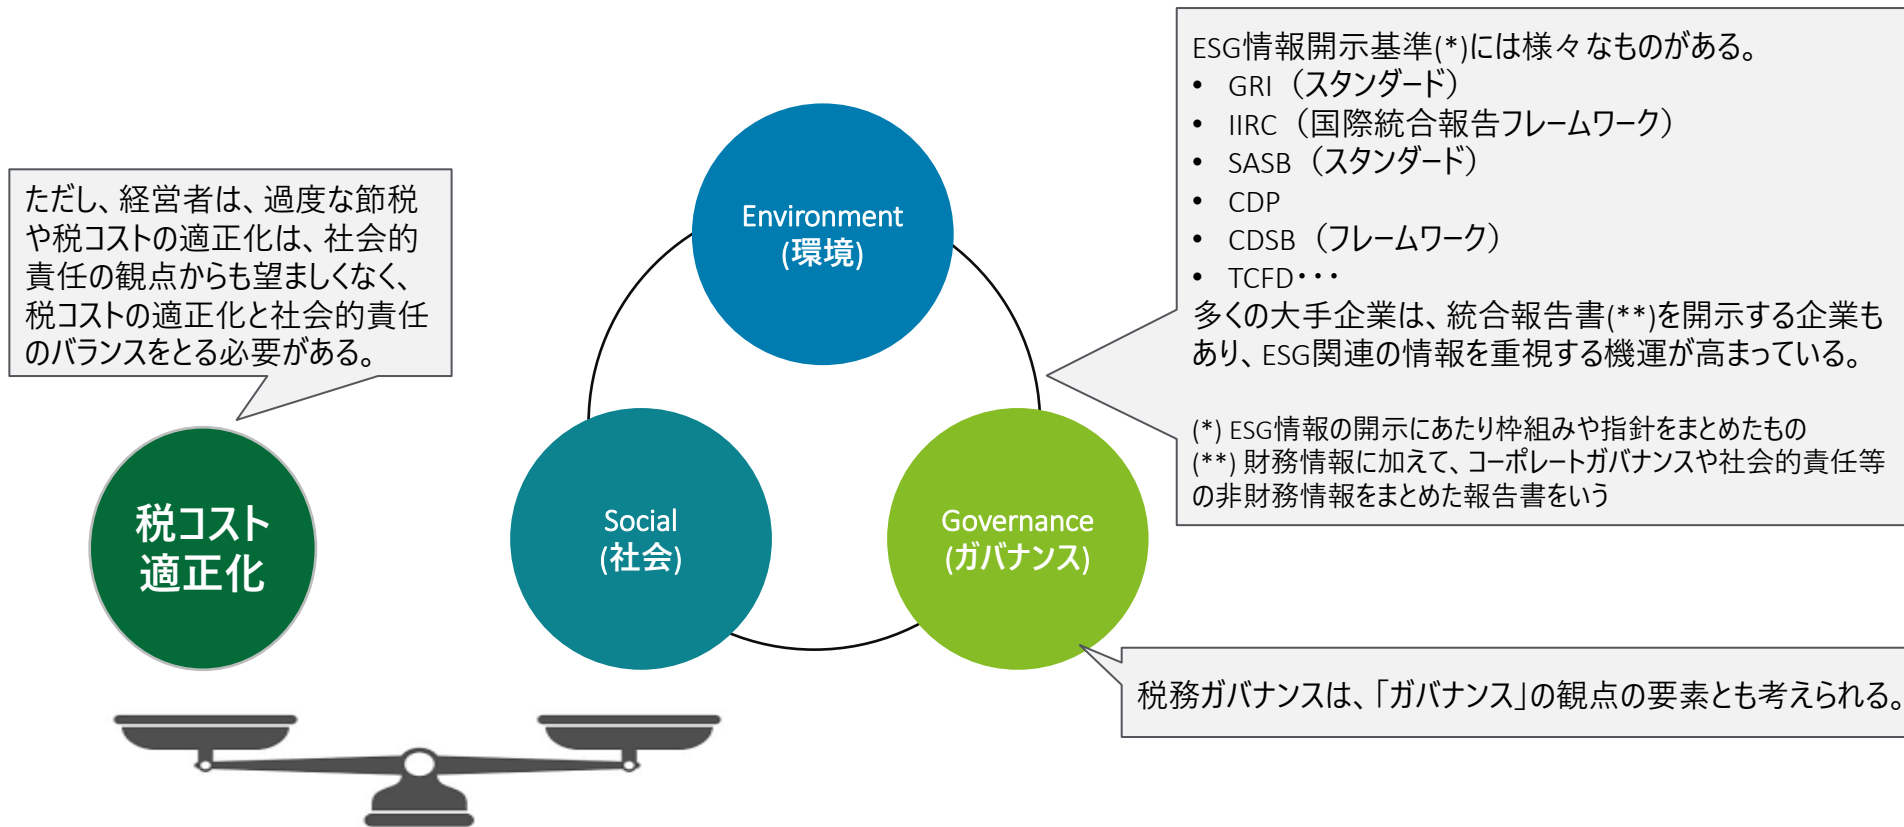 ただし、経営者は、過度な節税
や税コストの適正化は、社会的
責任の観点からも望ましくなく、
税コストの適正化と社会的責任
のバランスをとる必要がある。
税コスト
適正化
Environment
(環境)
Social
(社会)
Governance
(ガバナンス)
ESG情報開示基準(*)には様々なものがある。
• GRI（スタンダード）
• IIRC（国際統合報告フレームワーク）
• SASB（スタンダード）
• CDP
• CDSB（フレームワーク）
• TCFD・・・
多くの大手企業は、統合報告書(**)を開示する企業も
あり、ESG関連の情報を重視する機運が高まっている。
(*) ESG情報の開示にあたり枠組みや指針をまとめたもの
(**) 財務情報に加えて、コーポレートガバナンスや社会的責任等
の非財務情報をまとめた報告書をいう
税務ガバナンスは、「ガバナンス」の観点の要素とも考えられる。